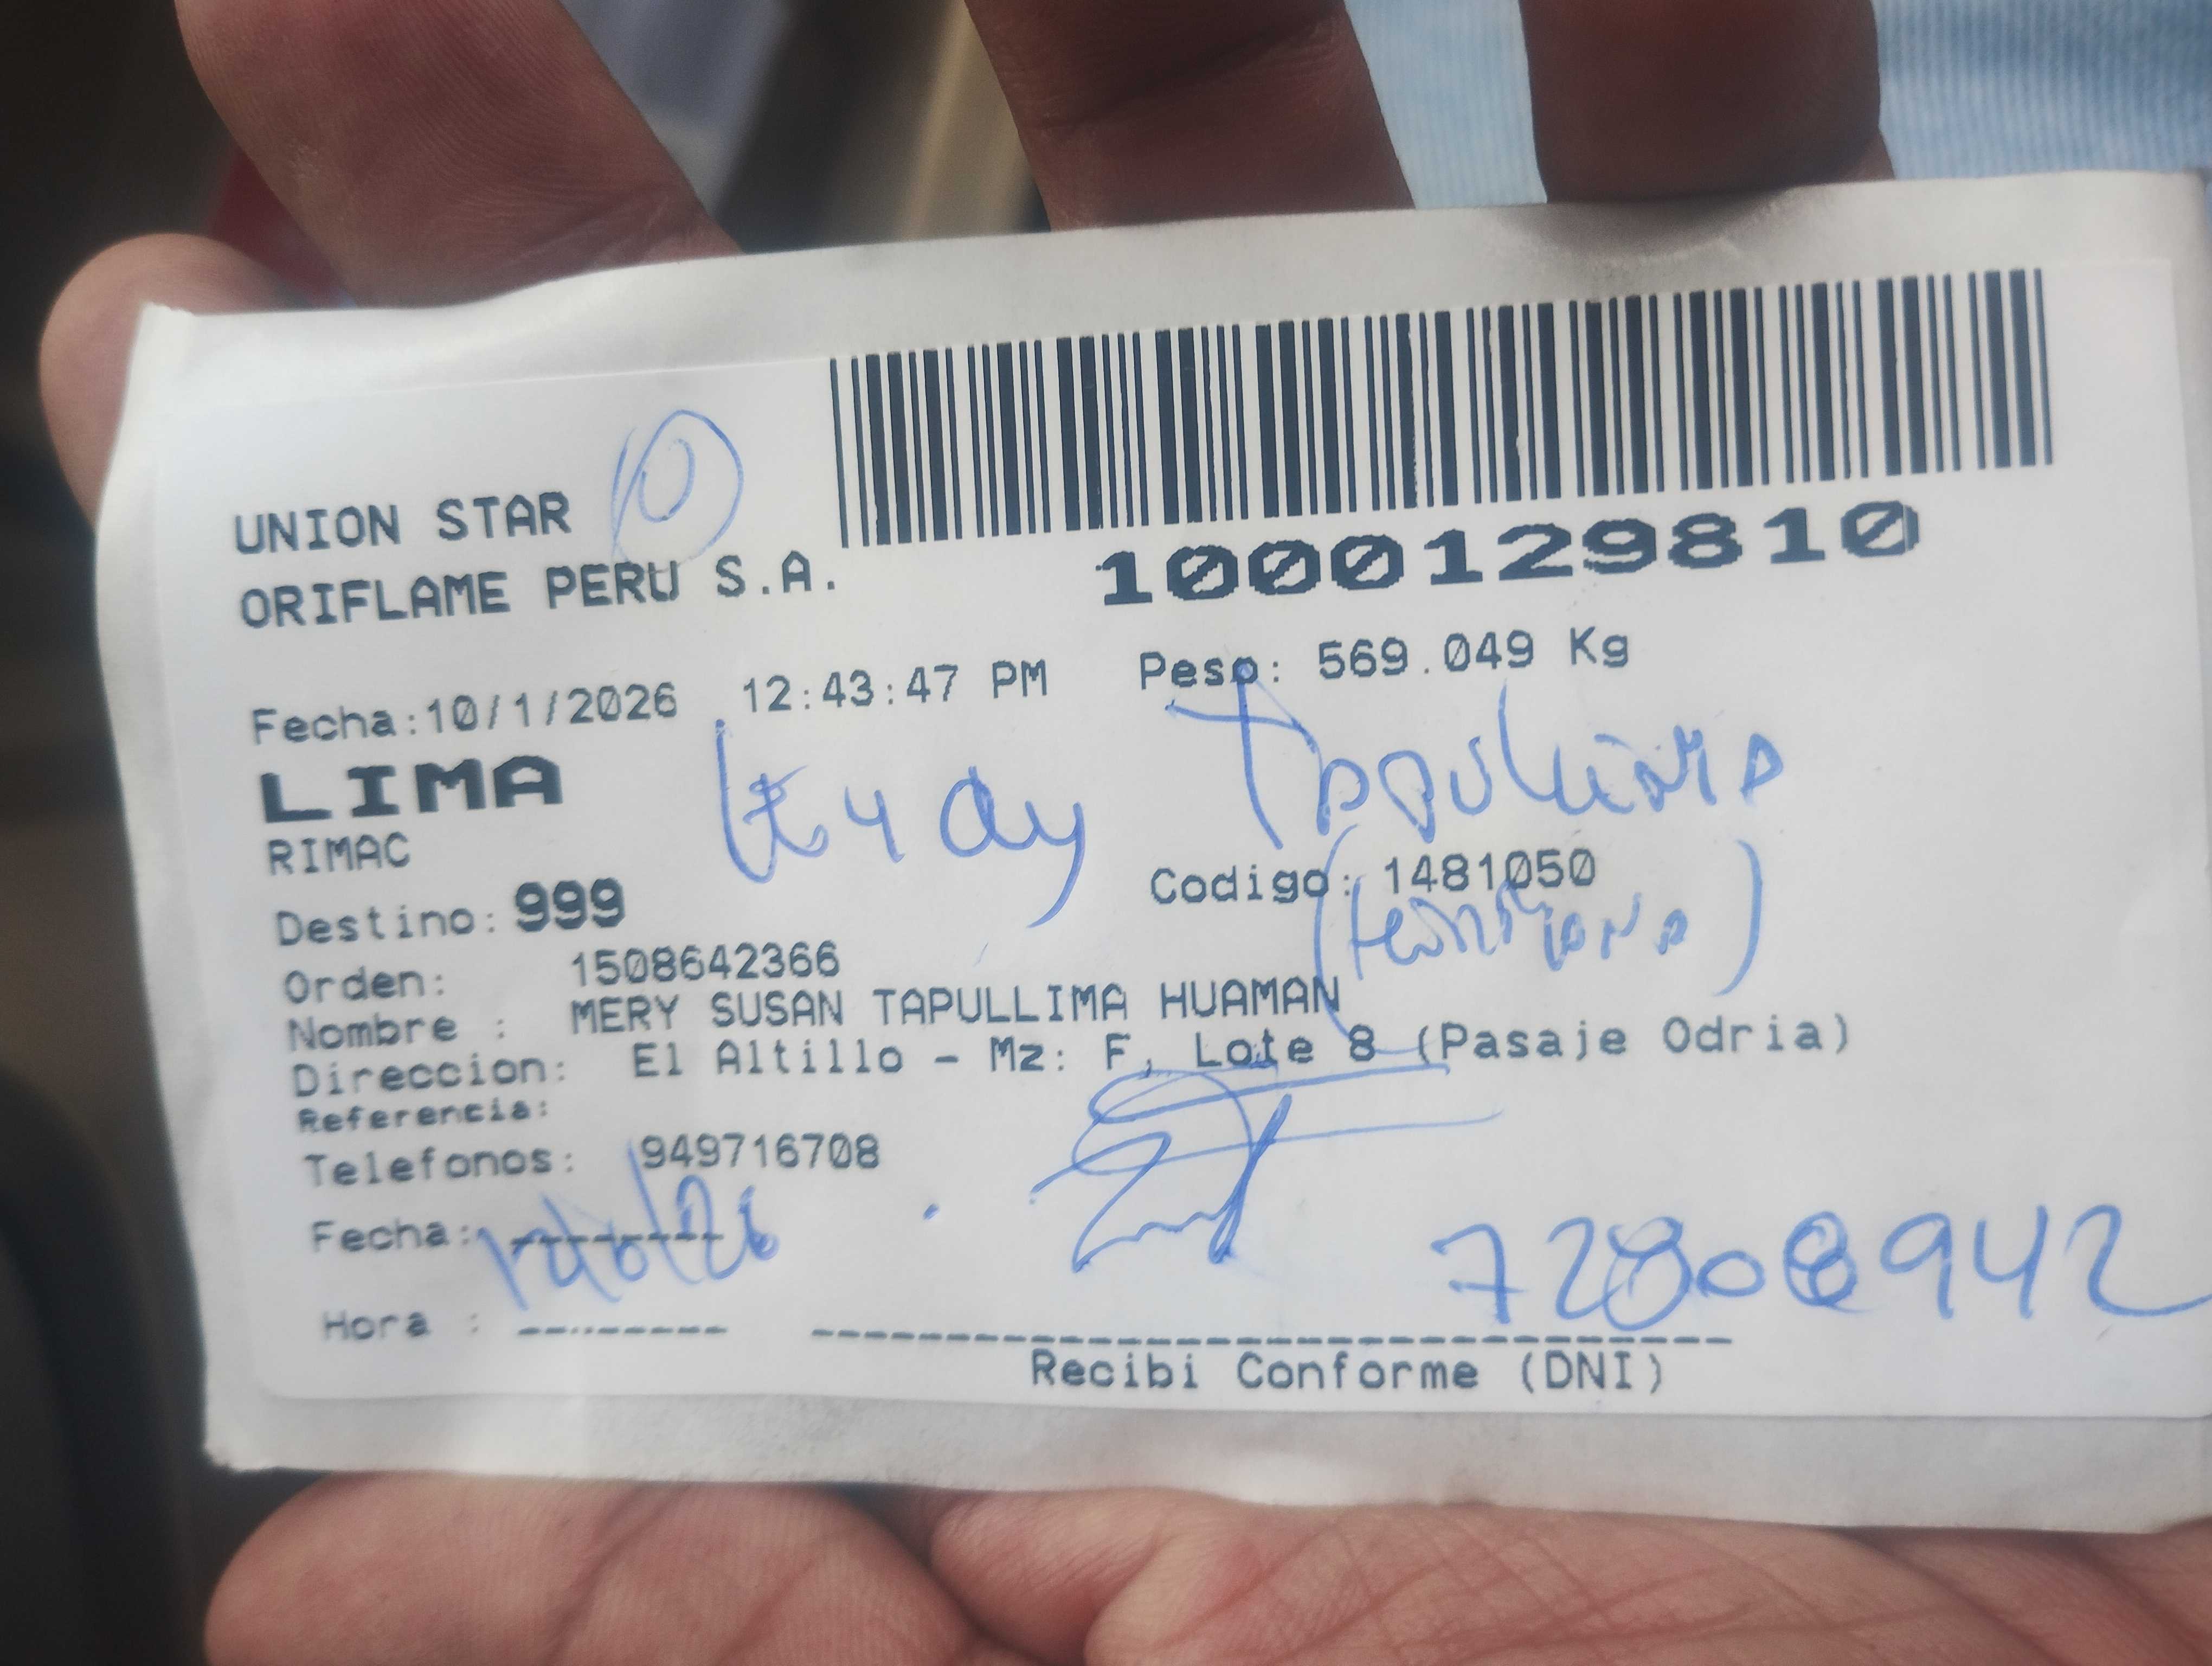 UNION STAR 10
ORIFLAME PERU S.A.
1000129810
Fecha:10/1/2026 12:43:47 PM Peso: 569.049 Kg
LIMA
RIMAC
Tapullima
Codigo: 1481050
(hermana)
Destino: 999
Orden: 1508642366
Nombre : MERY SUSAN TAPULLIMA HUAMAN
Direccion: El Altillo - Mz: F, Lote 8 (Pasaje Odria)
Referencia:
Telefonos: 949716708
Fecha:
72808942
Hora :
Recibi Conforme (DNI)